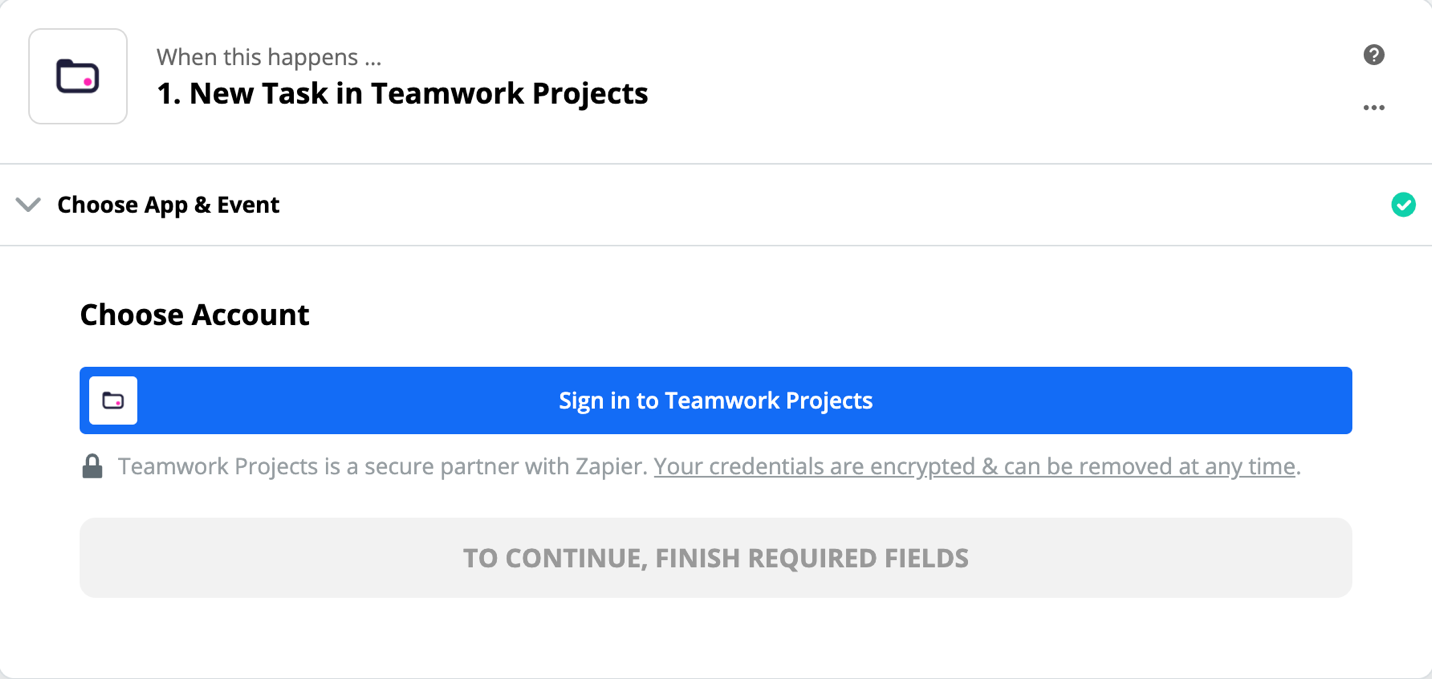 When this happens ...
1. New Task in Teamwork Projects
Choose App & Event
Choose Account
Sign in to Teamwork Projects
Teamwork Projects is a secure partner with Zapier. Your credentials are encrypted & can be removed at any time.
TO CONTINUE, FINISH REQUIRED FIELDS